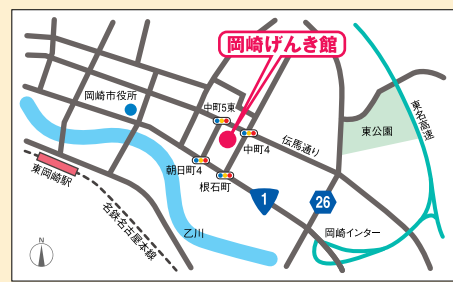 岡崎げんき館
岡崎市役所
中町5東
東名高速
東公園
伝馬通り
中町4
朝日町4
東岡崎駅
根石町
1
26
名鉄名古屋本線
乙川
岡崎インター
N